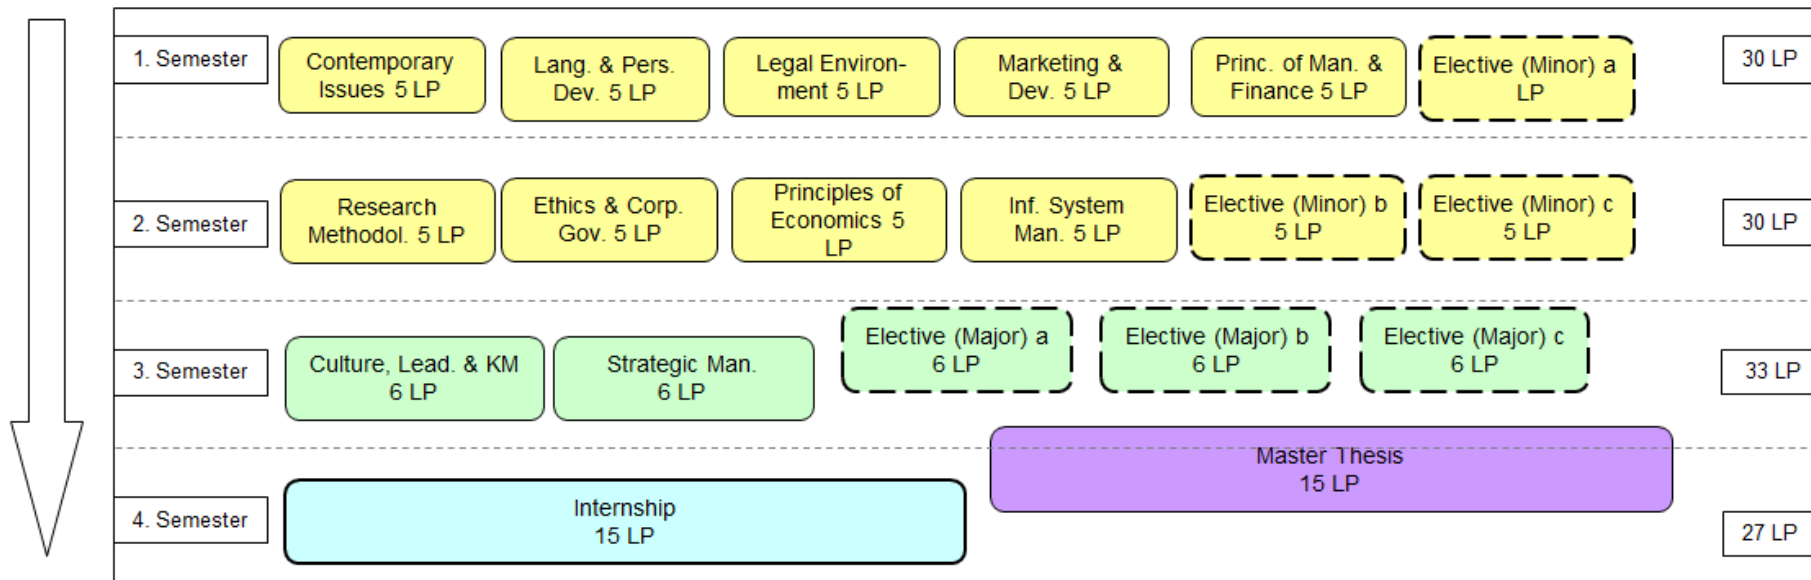 1. Semester
Contemporary
Issues 5 LP
Lang. & Pers.
Dev. 5 LP
Legal Environ-
ment 5 LP
Marketing &
Dev. 5 LP
Princ. of Man. &
Finance 5 LP
Elective (Minor) a
LP
30 LP
2. Semester
Research
Methodol. 5 LP
Ethics & Corp.
Gov. 5 LP
Principles of
Economics 5
LP
Inf. System
Man. 5 LP
Elective (Minor) b
5 LP
Elective (Minor) c
5 LP
30 LP
3. Semester
Culture, Lead. & KM
6 LP
Strategic Man.
6 LP
Elective (Major) a
6 LP
Elective (Major) b
6 LP
Elective (Major) c
6 LP
33 LP
Master Thesis
15 LP
4. Semester
Internship
15 LP
27 LP